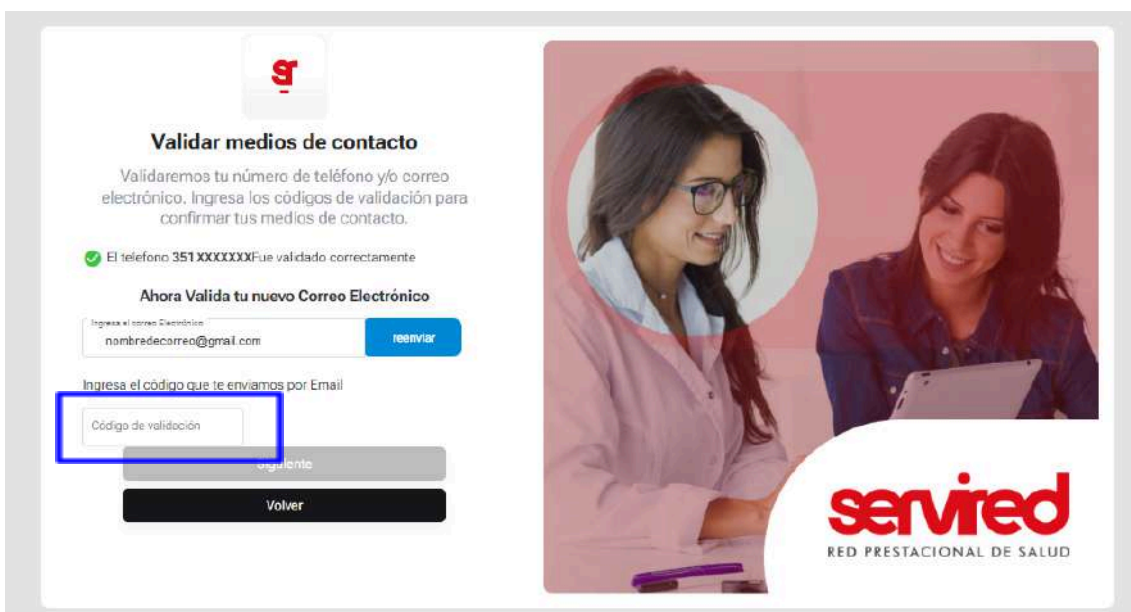 sr
Validar medios de contacto
Validaremos tu número de teléfono y/o correo
electrónico. Ingresa los códigos de validación para
confirmar tus medios de contacto.
El telefono 351XXXXXXXFue validado correctamente
Ahora Valida tu nuevo Correo Electrónico
Ingresa el correo Electrónico
nombredecorreo@gmail.com
reenviar
Ingresa el código que te enviamos por Email
Código de validación
Siguiente
Volver
servired
RED PRESTACIONAL DE SALUD